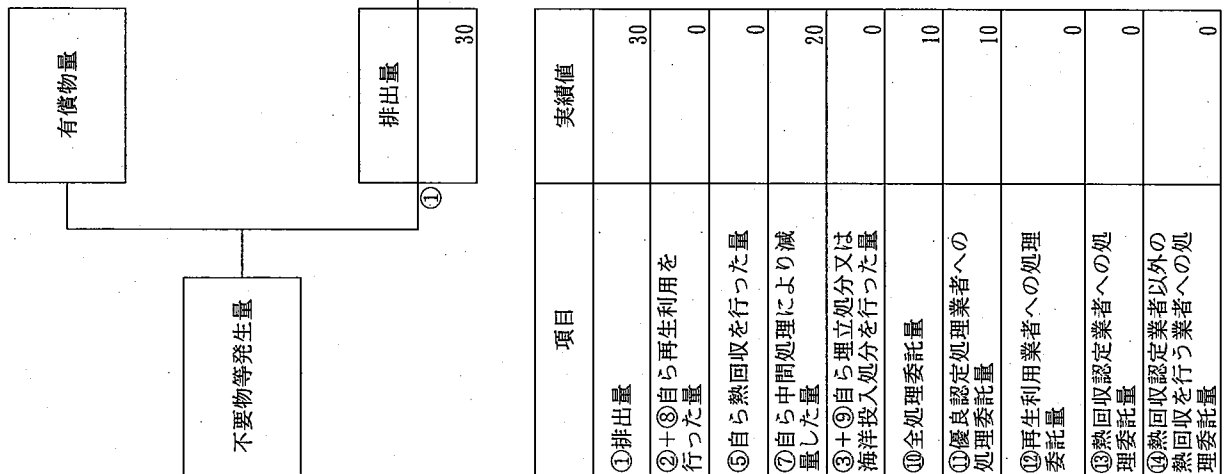 不要物等発生量
有償物量
①
排出量
30
項目
実績値
①排出量
30
②+⑧自ら再生利用を
行った量
0
⑤自ら熱回収を行った量
0
⑦自ら中間処理により減
量した量
20
③+⑨自ら埋立処分又は
海洋投入処分を行った量
0
⑩全処理委託量
10
⑪優良認定処理業者への
処理委託量
10
⑫再生利用業者への処理
委託量
0
⑬熱回収認定業者への処
理委託量
0
⑭熱回収認定業者以外の
熱回収を行う業者への処
理委託量
0